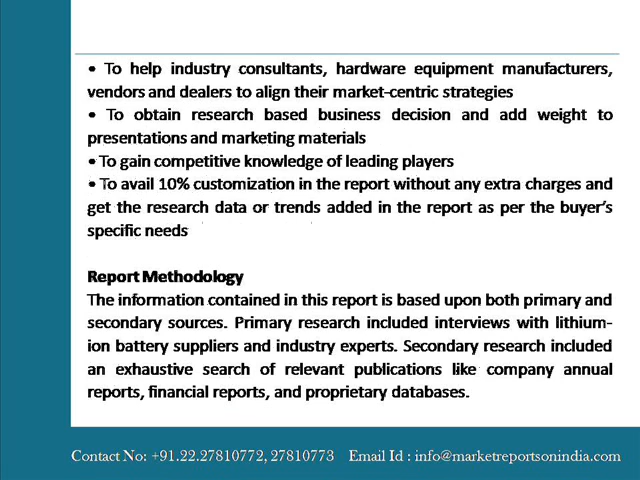 • To help industry consultants, hardware equipment manufacturers,
vendors and dealers to align their market-centric strategies
• To obtain research based business decision and add weight to
presentations and marketing materials
• To gain competitive knowledge of leading players
• To avail 10% customization in the report without any extra charges and
get the research data or trends added in the report as per the buyer's
specific needs
Report Methodology
The information contained in this report is based upon both primary and
secondary sources. Primary research included interviews with lithium-
ion battery suppliers and industry experts. Secondary research included
an exhaustive search of relevant publications like company annual
reports, financial reports, and proprietary databases.
Contact No: +91.22.27810772, 27810773 Email Id : info@marketreportsonindia.com